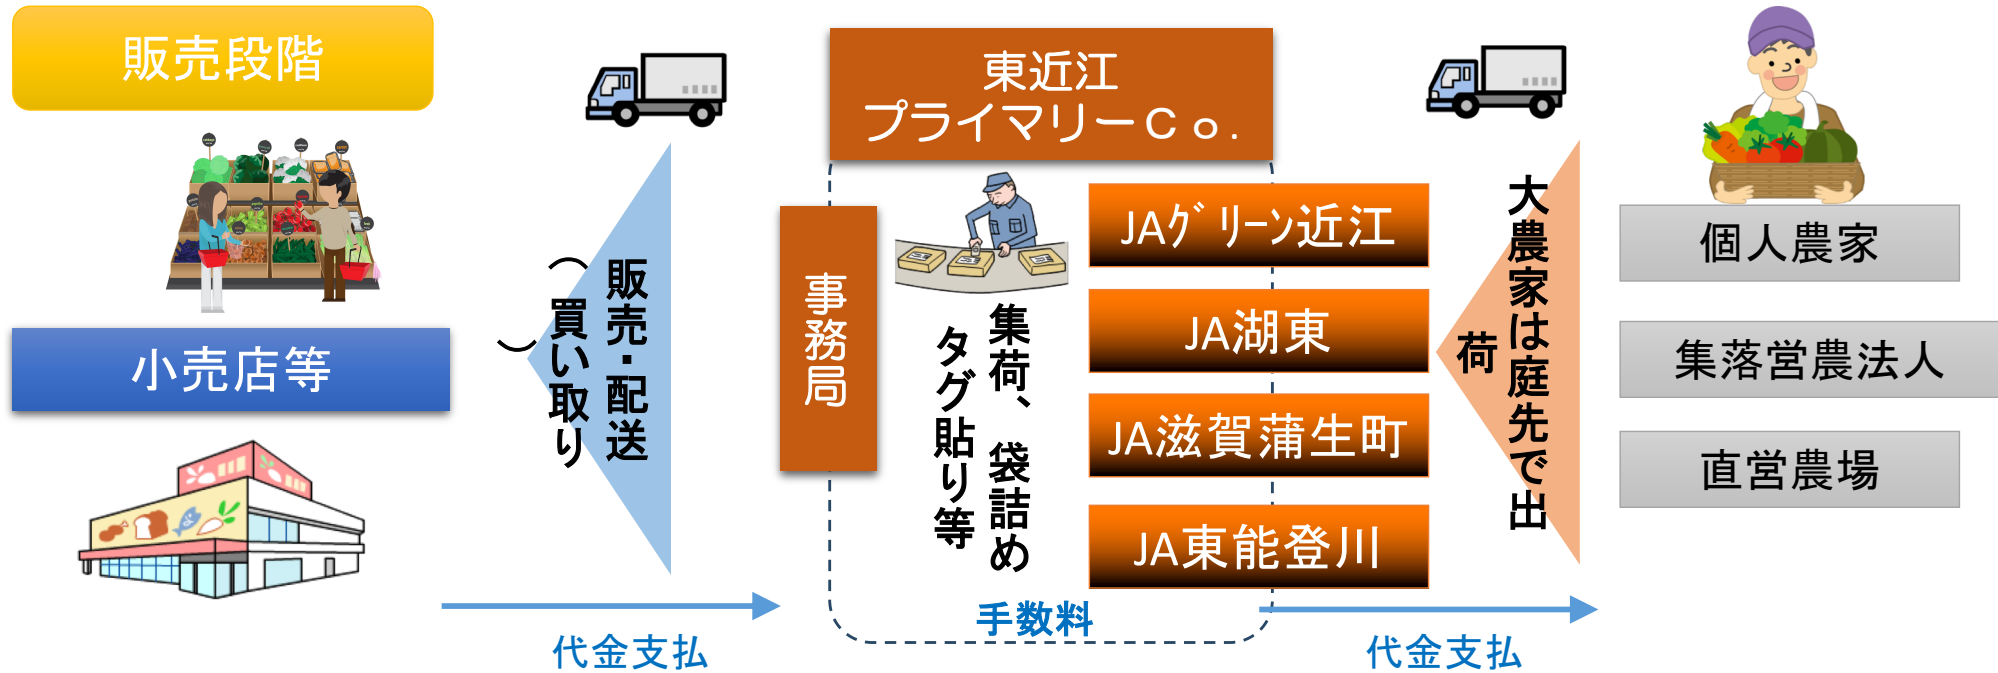 販売段階
小売店等
販売・配送
（買い取り）
代金支払
東近江
プライマリーＣｏ．
事務局
集荷、袋詰め
タグ貼り等
JAｸﾞﾘｰﾝ近江
JA湖東
JA滋賀蒲生町
JA東能登川
手数料
大農家は庭先で出
荷
代金支払
個人農家
集落営農法人
直営農場